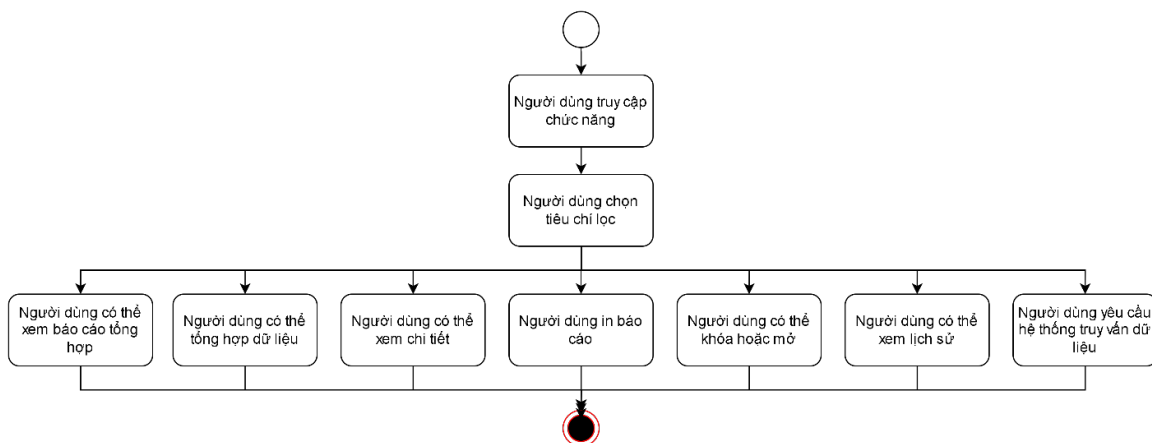 Người dùng truy cập
chức năng
Người dùng chọn
tiêu chí lọc
Người dùng có thể
xem báo cáo tổng
hợp
Người dùng có thể
tổng hợp dữ liệu
Người dùng có thể
xem chi tiết
Người dùng in báo
cáo
Người dùng có thể
khóa hoặc mở
Người dùng có thể
xem lịch sử
Người dùng yêu cầu
hệ thống truy vấn dữ
liệu